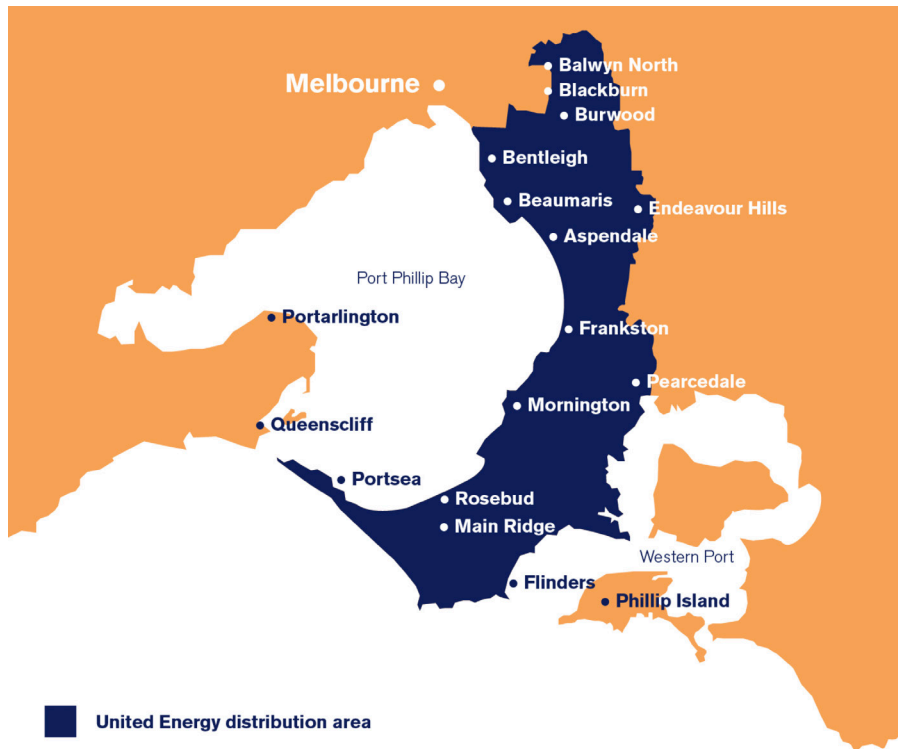 Balwyn North
Melbourne
Blackburn
Burwood
Bentleigh
Beaumaris
Endeavour Hills
Aspendale
Port Phillip Bay
Portarlington
Frankston
Pearcedale
Mornington
Queenscliff
Portsea
Rosebud
Main Ridge
Western Port
Flinders
Phillip Island
United Energy distribution area